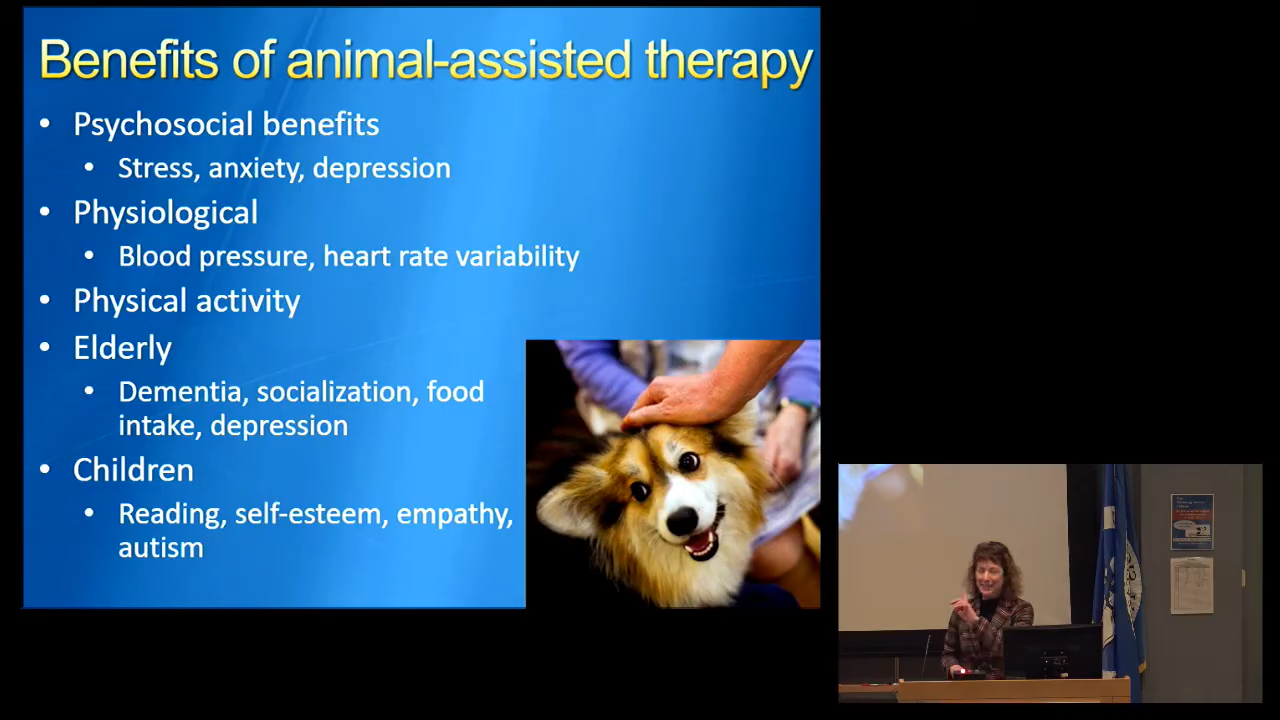 Benefits of animal-assisted therapy
• Psychosocial benefits
• Stress, anxiety, depression
• Physiological
• Blood pressure, heart rate variability
• Physical activity
• Elderly
• Dementia, socialization, food
intake, depression
• Children
• Reading, self-esteem, empathy,
autism